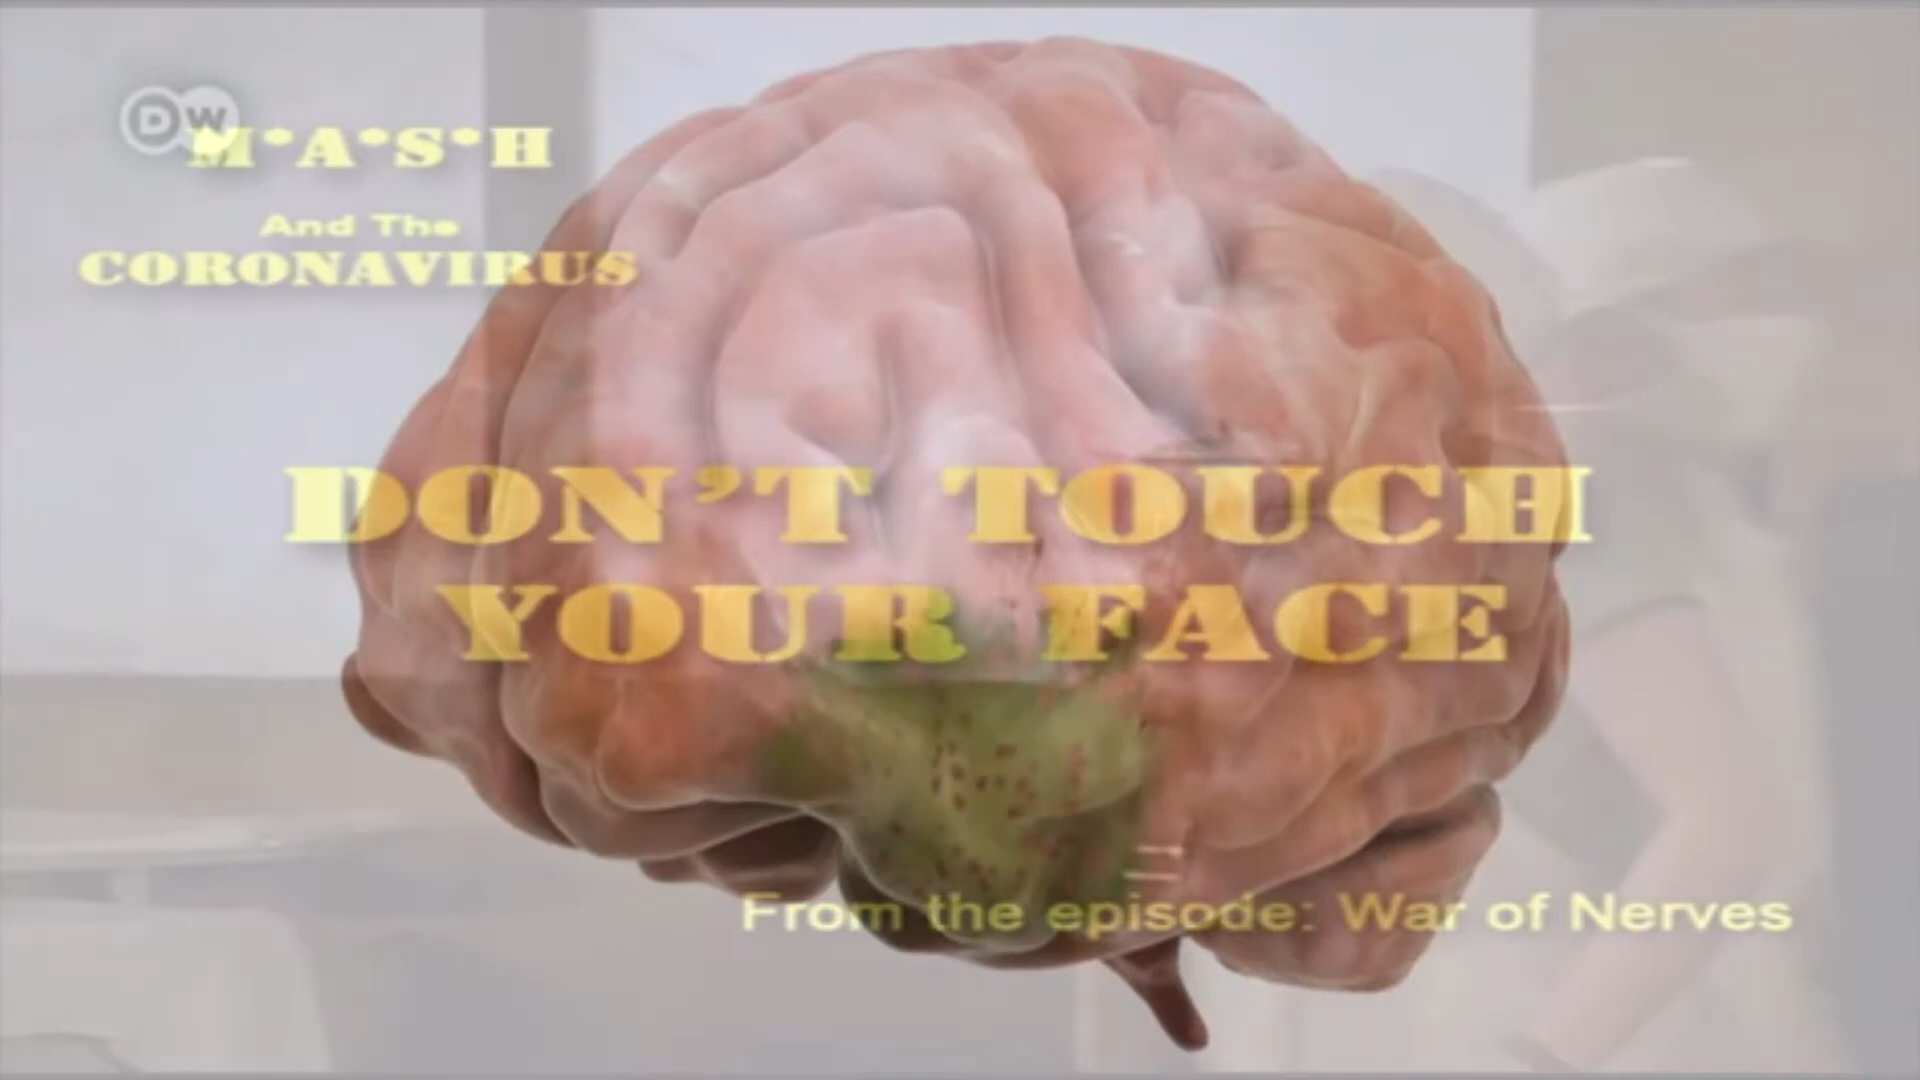 DW
M*A*S*H
And The
CORONAVIRUS
DON'T TOUCH
YOUR FACE
From the episode: War of Nerves